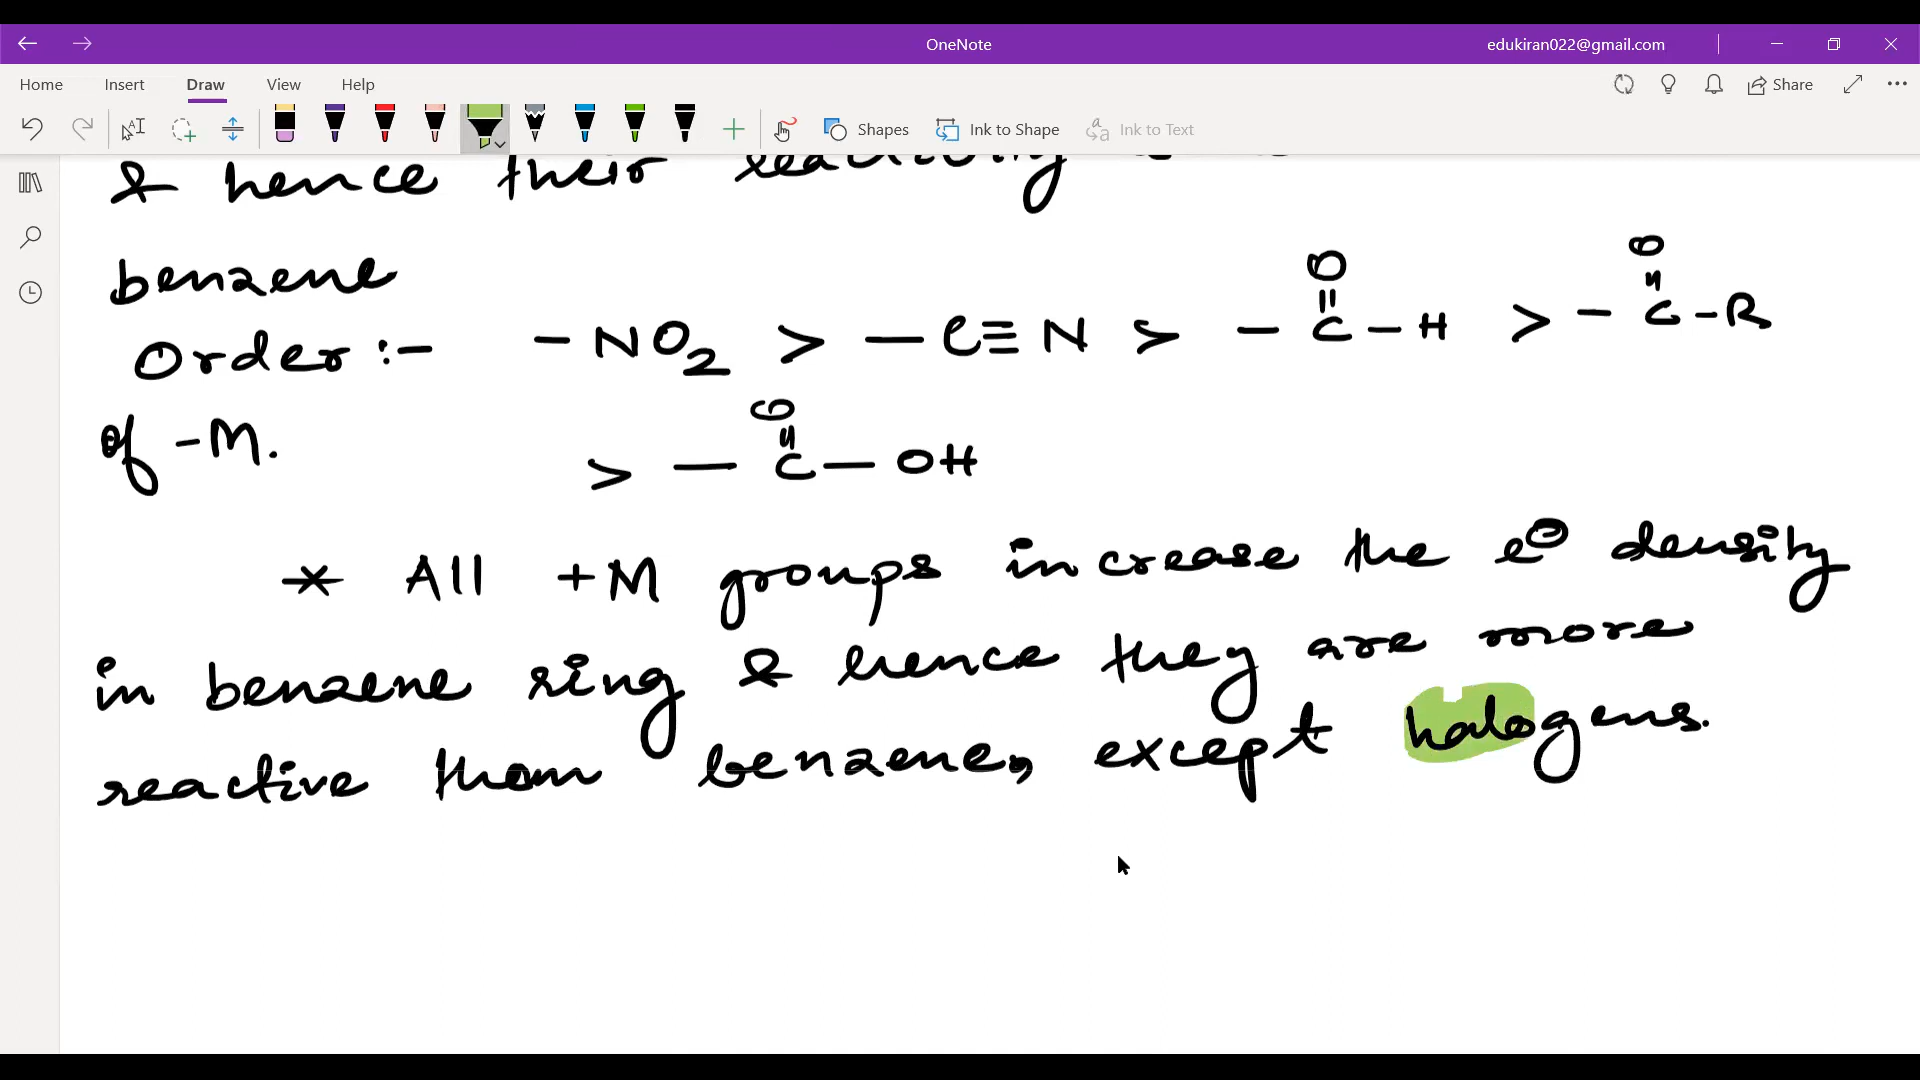 OneNote
edukiran022@gmail.com
Home Insert Draw View Help
Share
Shapes Ink to Shape Ink to Text
& hence their reactivity
benzene
Order :- - NO2 > - C≡N > - C(=O) - H > - C(=O) - R
of -M.
> - C(=O) - OH
* All +M groups increase the e⊖ density
in benzene ring & hence they are more
reactive than benzene, except halogens.